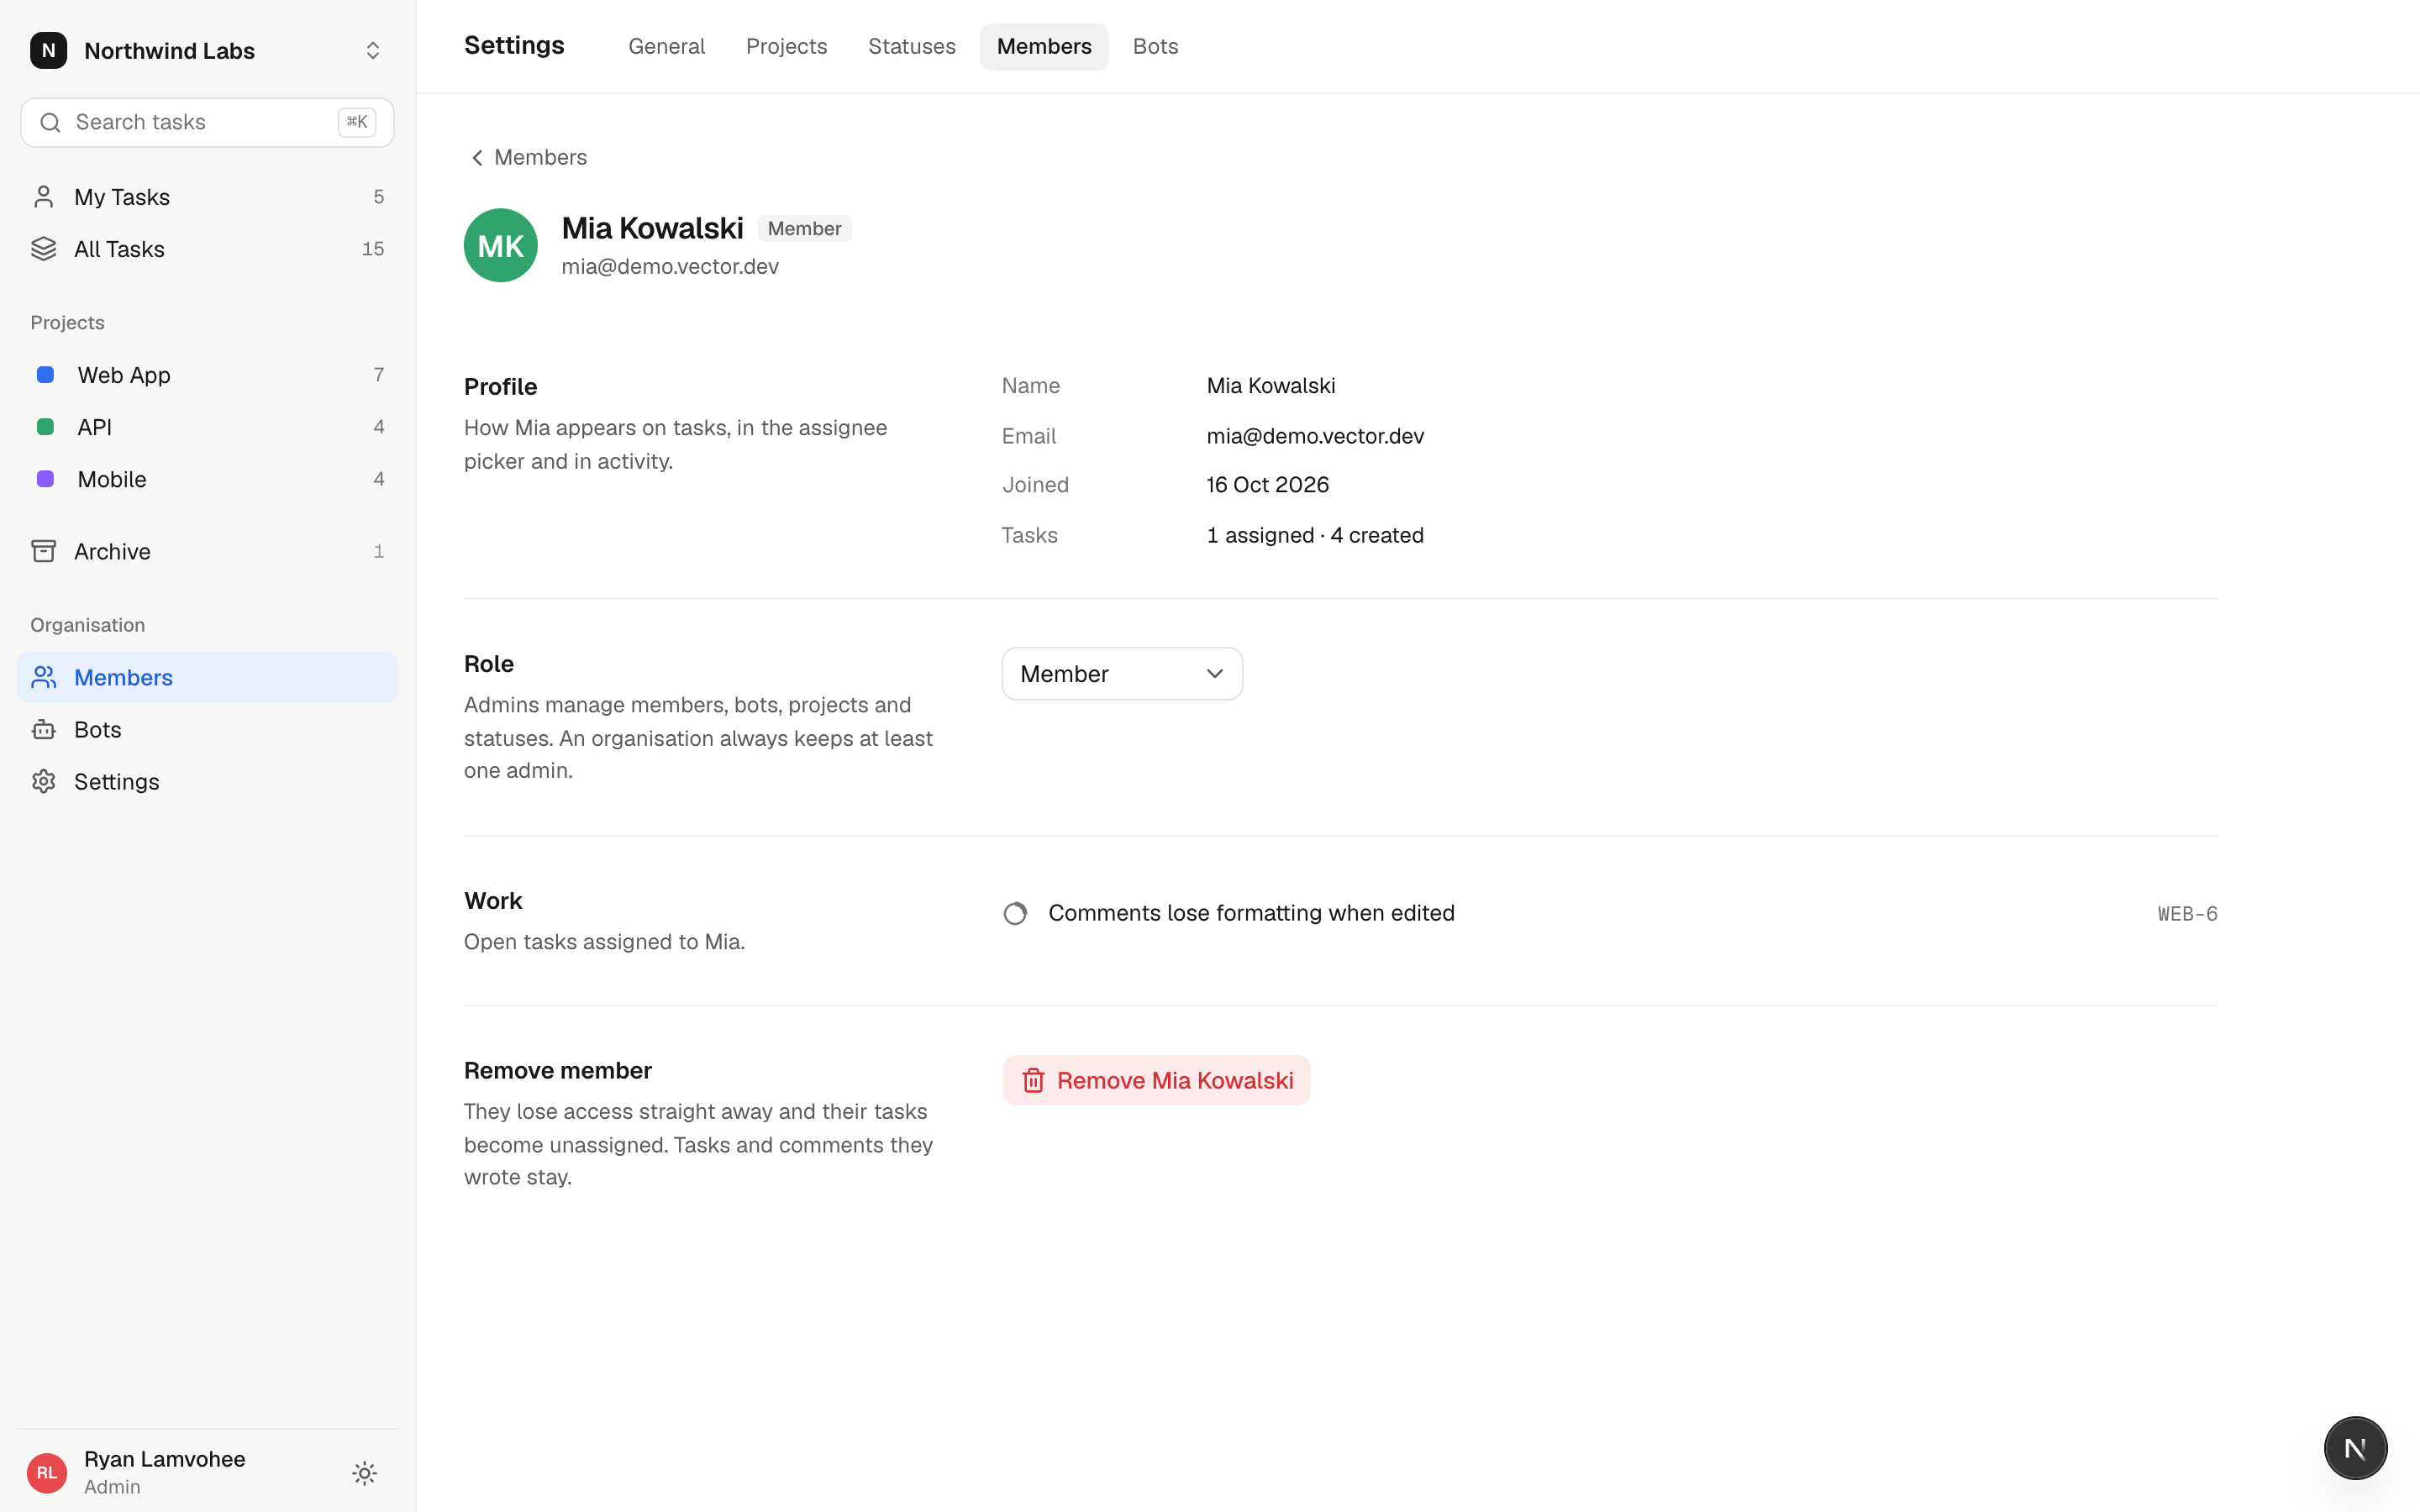 N Northwind Labs
Search tasks ⌘K
My Tasks 5
All Tasks 15
Projects
Web App 7
API 4
Mobile 4
Archive 1
Organisation
Members
Bots
Settings
RL Ryan Lamvohee
Admin
Settings General Projects Statuses Members Bots
Members
MK Mia Kowalski Member
mia@demo.vector.dev
Profile
How Mia appears on tasks, in the assignee
picker and in activity.
Name Mia Kowalski
Email mia@demo.vector.dev
Joined 16 Oct 2026
Tasks 1 assigned · 4 created
Role
Admins manage members, bots, projects and
statuses. An organisation always keeps at least
one admin.
Member
Work
Open tasks assigned to Mia.
Comments lose formatting when edited WEB-6
Remove member
They lose access straight away and their tasks
become unassigned. Tasks and comments they
wrote stay.
Remove Mia Kowalski
N